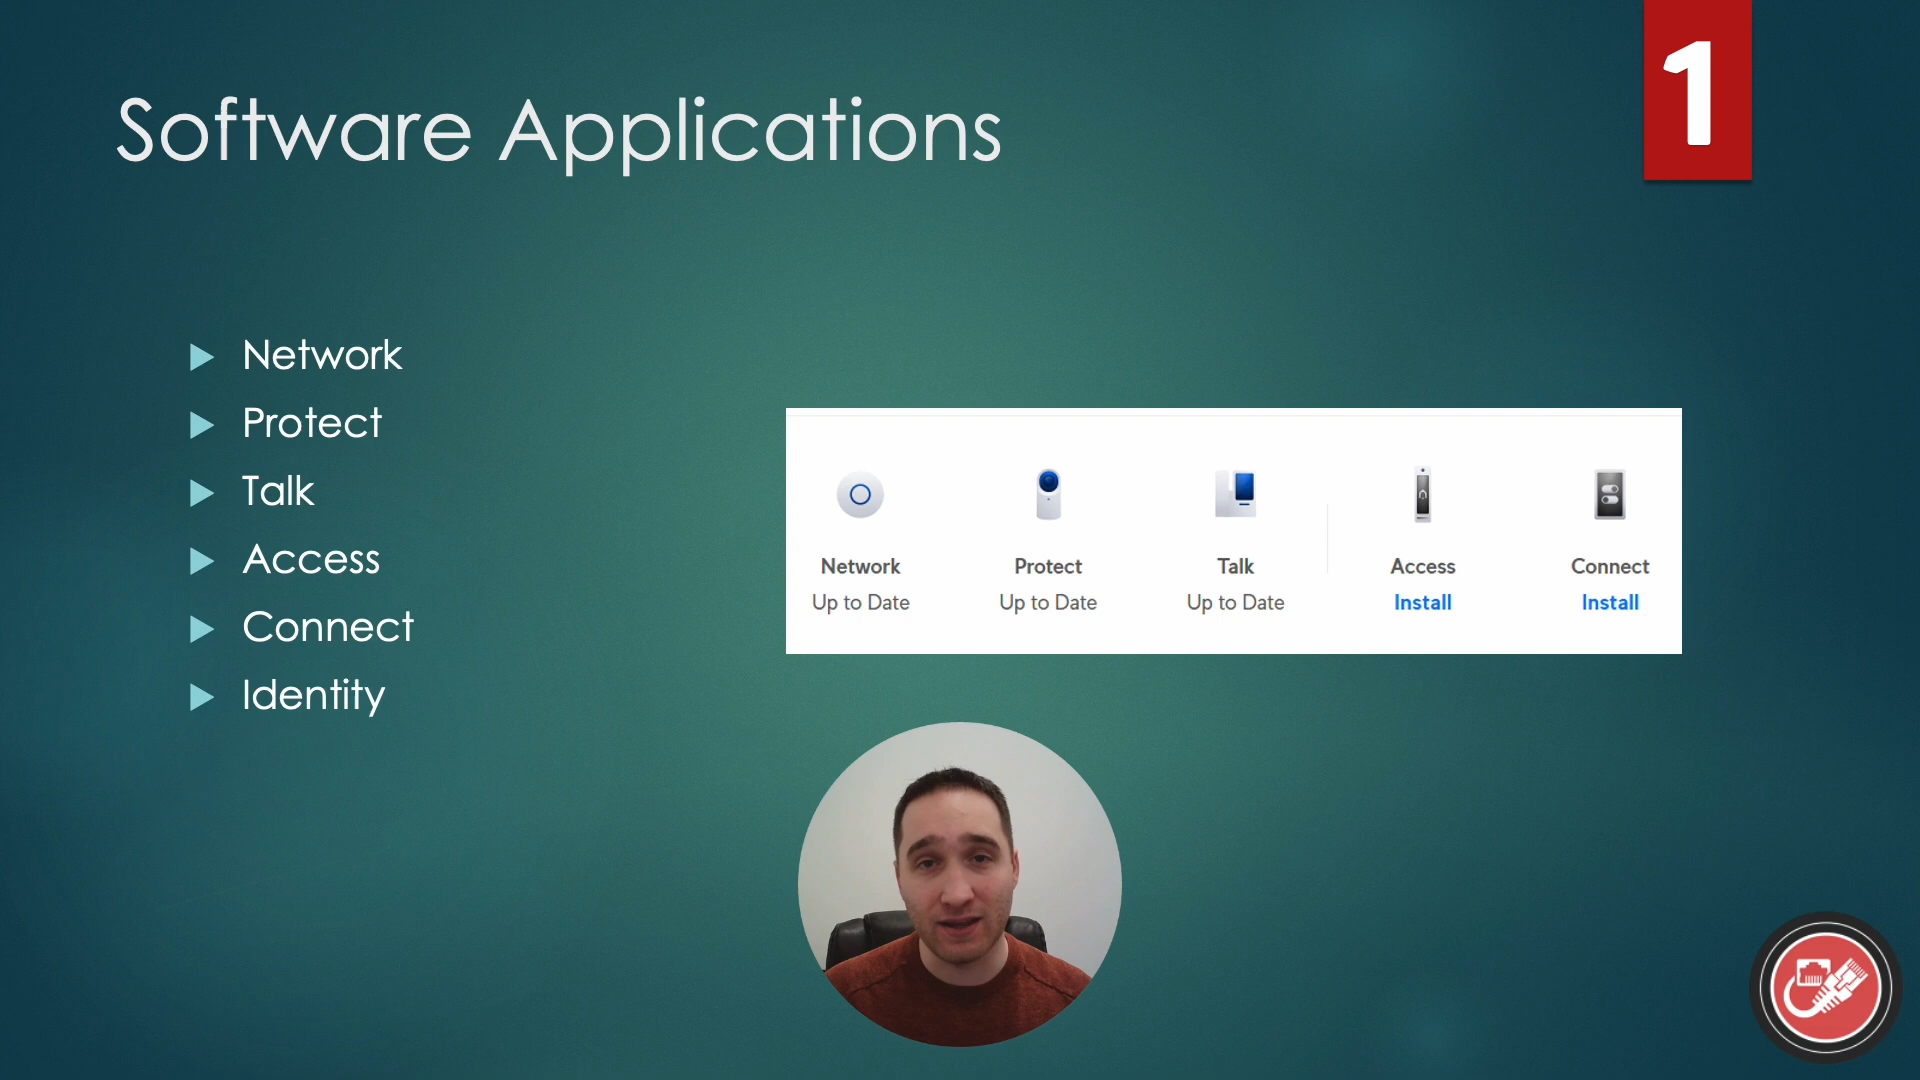 1
Software Applications
Network
Protect
Talk
Access
Connect
Identity
Network Protect Talk Access Connect
Up to Date Up to Date Up to Date Install Install